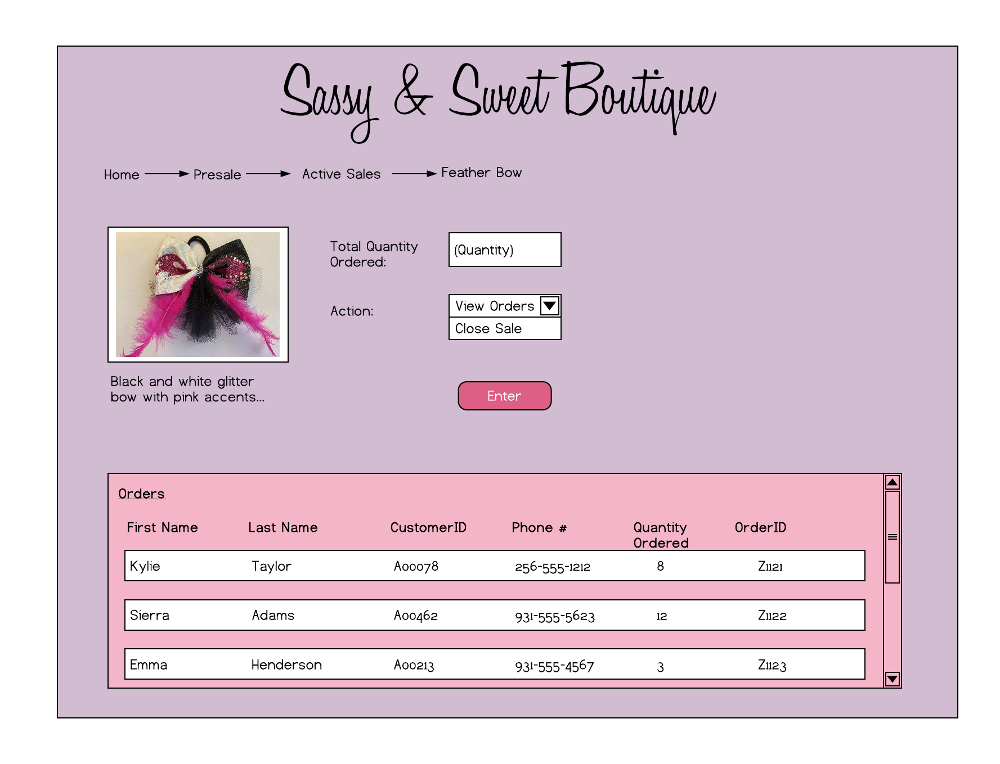 Sassy & Sweet Boutique
Home Presale Active Sales Feather Bow
Total Quantity
Ordered:
(Quantity)
Action:
View Orders
Close Sale
Black and white glitter
bow with pink accents...
Enter
Orders
First Name Last Name CustomerID Phone # Quantity
Ordered OrderID
Kylie Taylor A00078 256-555-1212 8 Z1121
Sierra Adams A00462 931-555-5623 12 Z1122
Emma Henderson A00213 931-555-4567 3 Z1123